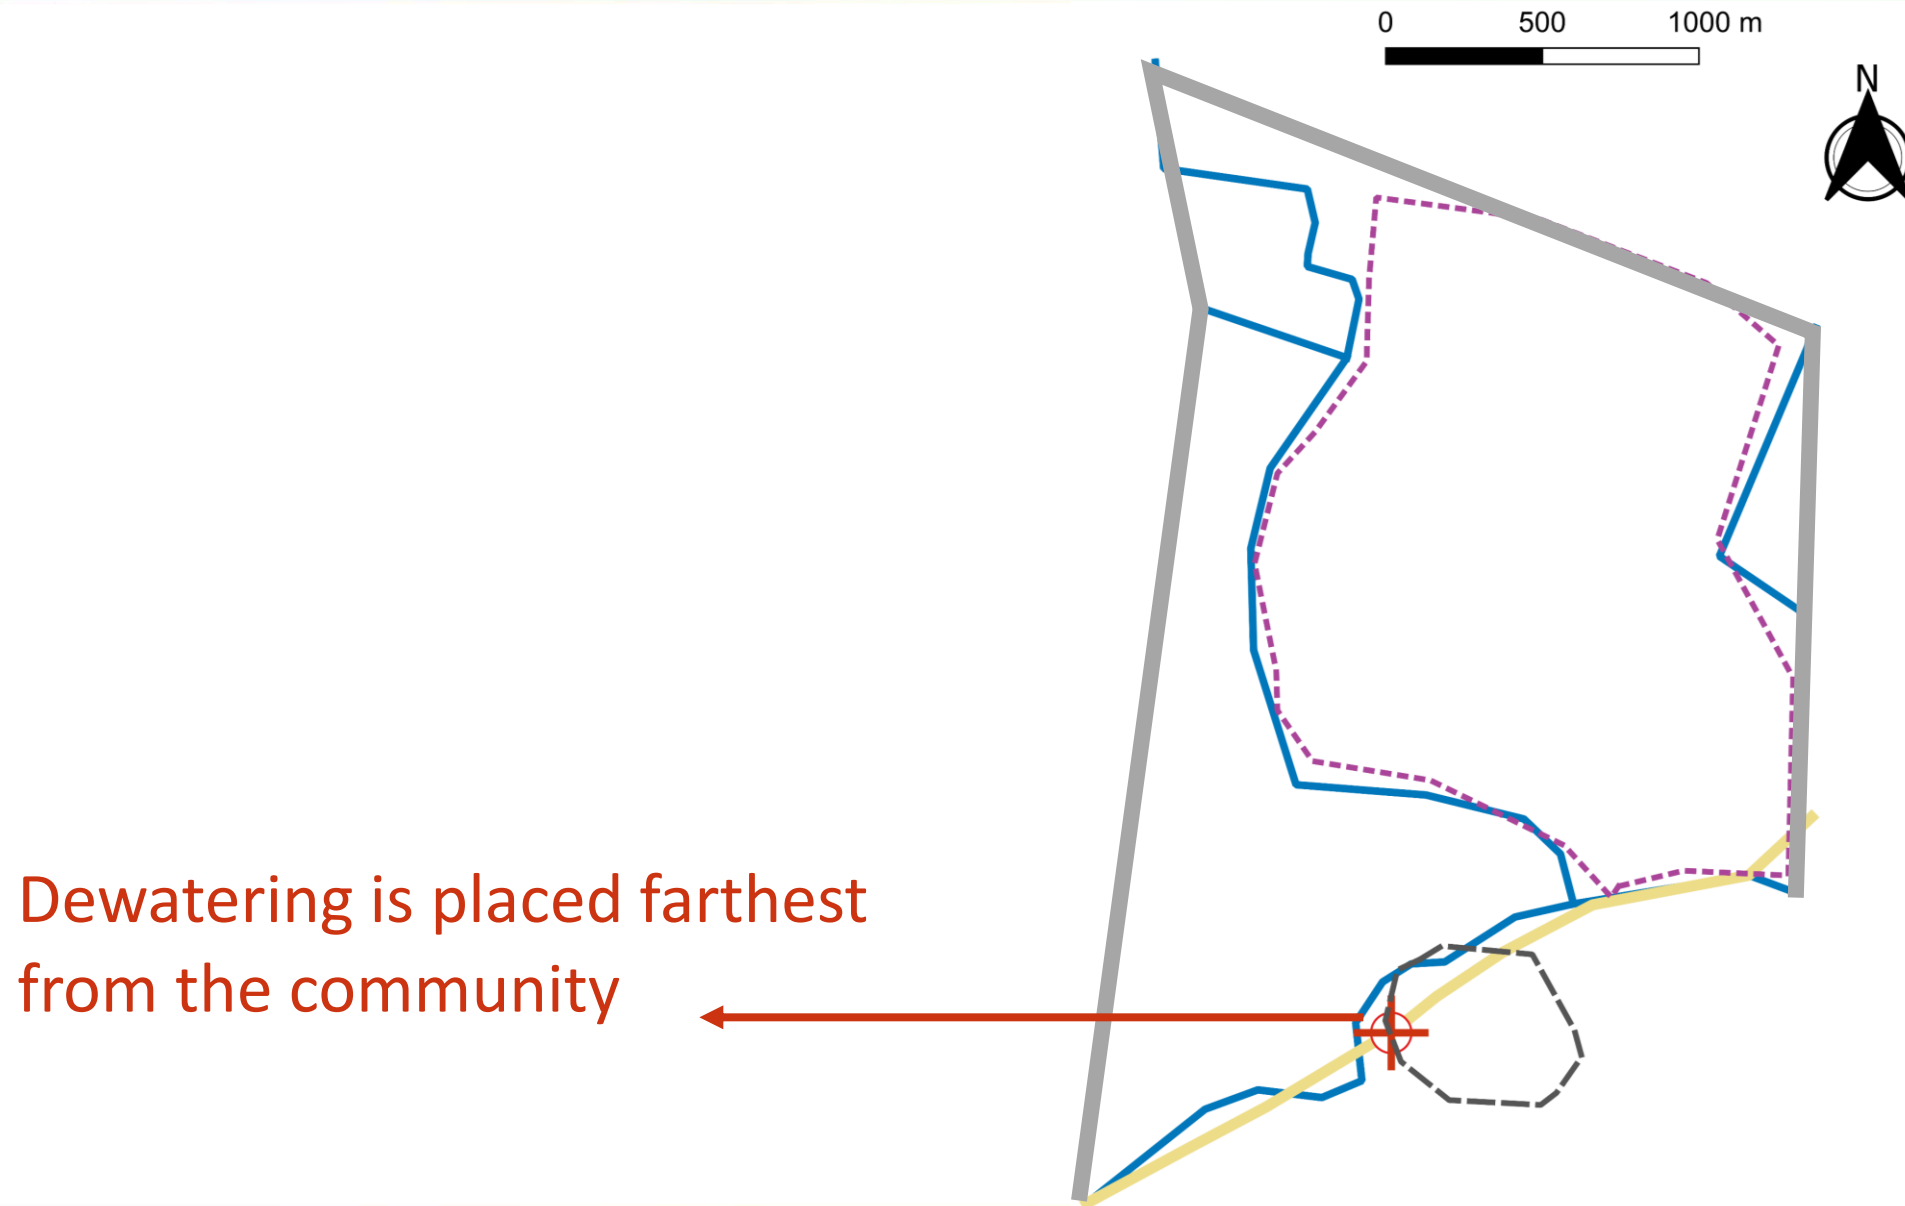 0 500 1000 m
N
Dewatering is placed farthest
from the community